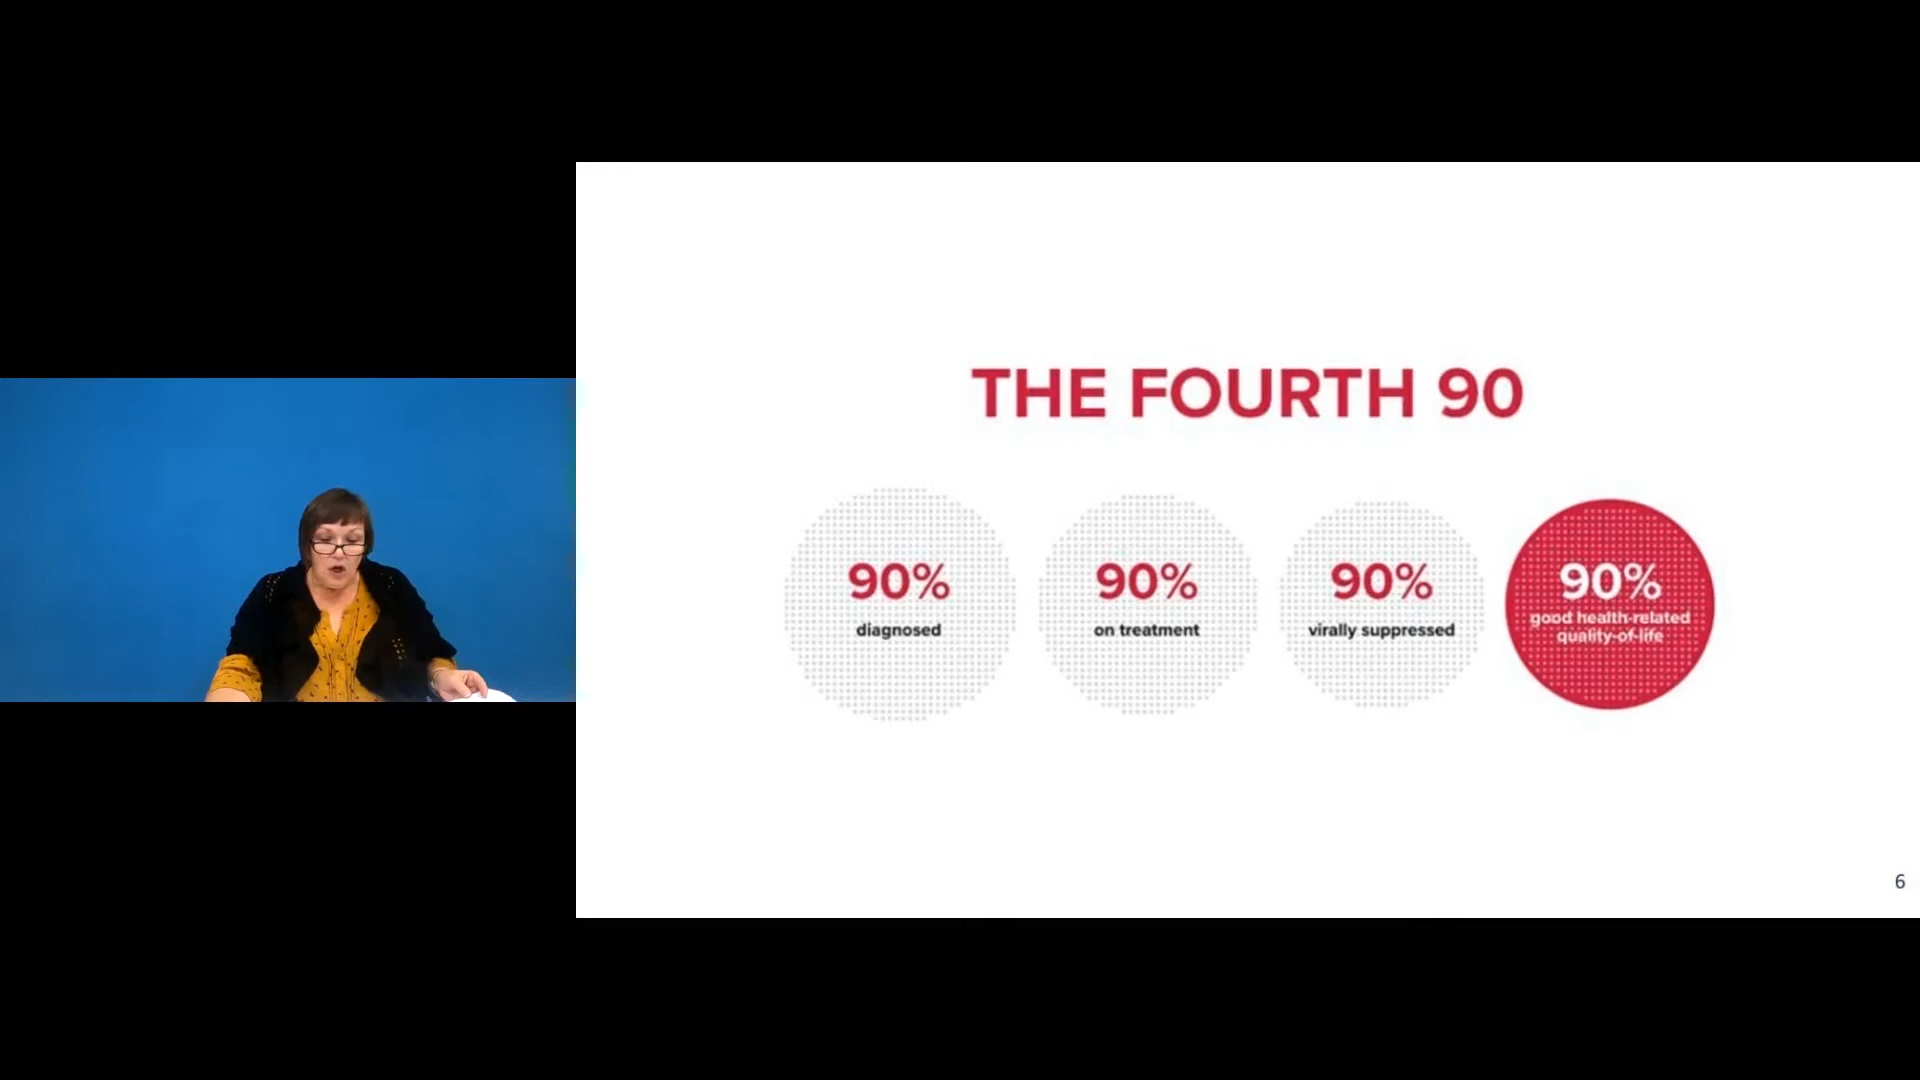 THE FOURTH 90
90%
diagnosed
90%
on treatment
90%
virally suppressed
90%
good health-related
quality-of-life
6